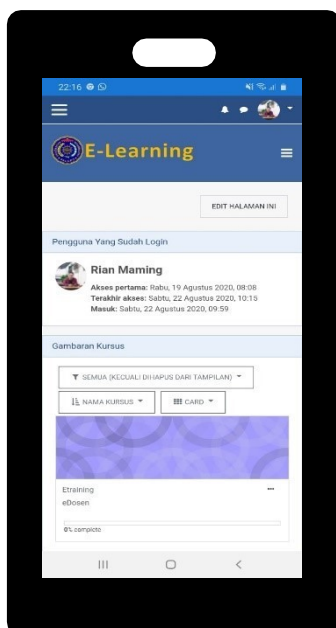 22:16
E-Learning
EDIT HALAMAN INI
Pengguna Yang Sudah Login
Rian Maming
Akses pertama: Rabu, 19 Agustus 2020, 08:08
Terakhir akses: Sabtu, 22 Agustus 2020, 10:15
Masuk: Sabtu, 22 Agustus 2020, 09:59
Gambaran Kursus
SEMUA (KECUALI DIHAPUS DARI TAMPILAN)
NAMA KURSUS CARD
Etraining
eDosen
0% complete